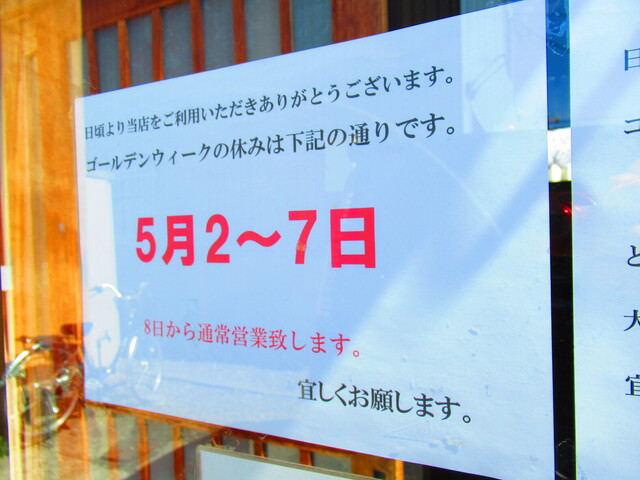 日頃より当店をご利用いただきありがとうございます。
ゴールデンウィークの休みは下記の通りです。
5月2〜7日
8日から通常営業致します。
宜しくお願します。